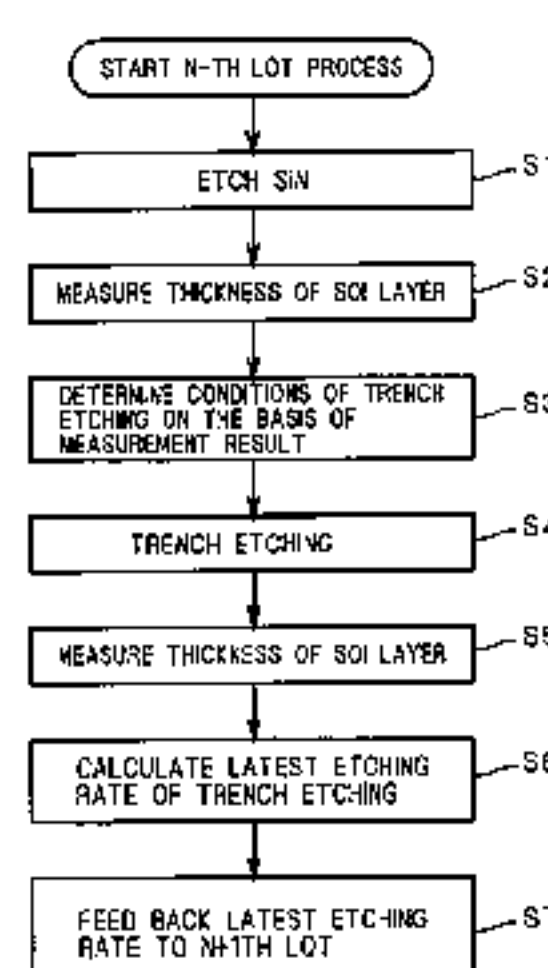 START N-TH LOT PROCESS
ETCH SiN
S1
MEASURE THICKNESS OF SOI LAYER
S2
DETERMINE CONDITIONS OF TRENCH
ETCHING ON THE BASIS OF
MEASUREMENT RESULT
S3
TRENCH ETCHING
S4
MEASURE THICKNESS OF SOI LAYER
S5
CALCULATE LATEST ETCHING
RATE OF TRENCH ETCHING
S6
FEED BACK LATEST ETCHING
RATE TO N+1TH LOT
S7